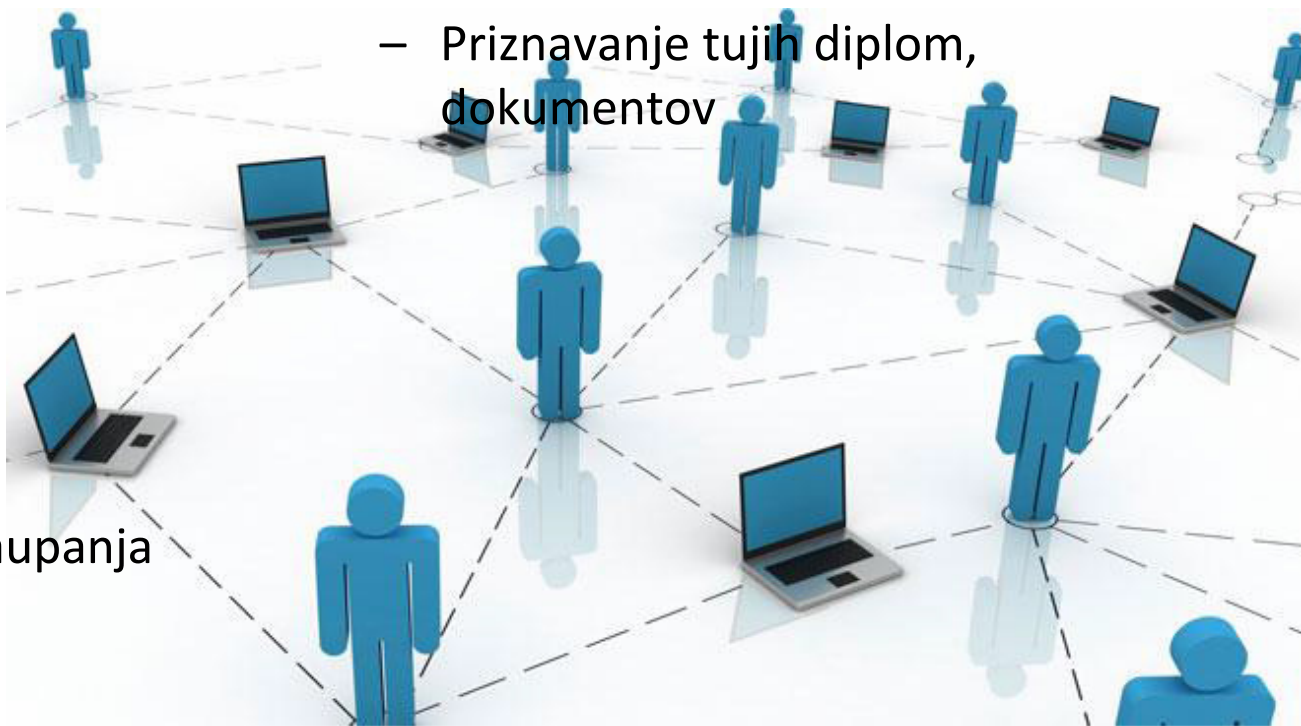 – Priznavanje tujih diplom,
dokumentov
upanja